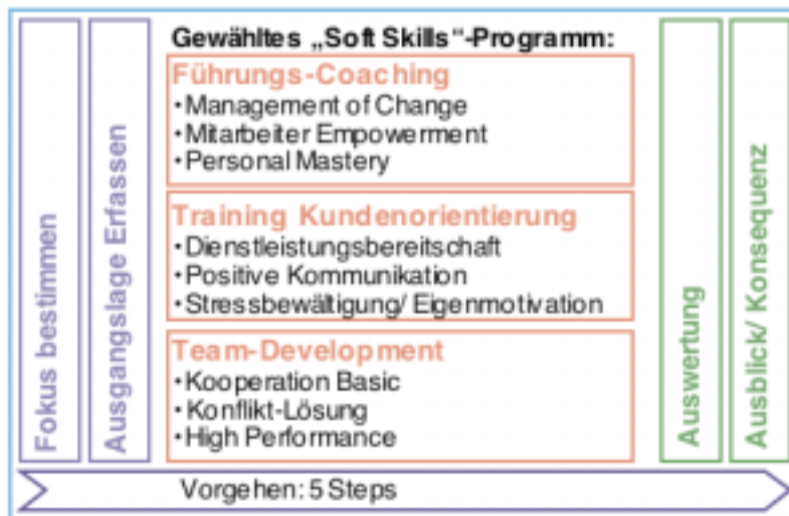 Fokus bestimmen
Ausgangslage Erfassen
Gewähltes „Soft Skills“-Programm:
Führungs-Coaching
•Management of Change
•Mitarbeiter Empowerment
•Personal Mastery
Training Kundenorientierung
•Dienstleistungsbereitschaft
•Positive Kommunikation
•Stressbewältigung/ Eigenmotivation
Team-Development
•Kooperation Basic
•Konflikt-Lösung
•High Performance
Auswertung
Ausblick/ Konsequenz
Vorgehen: 5 Steps